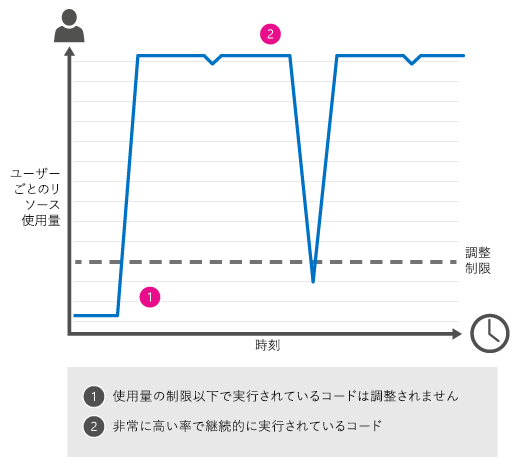 2
ユーザー
ごとのリ
ソース
使用量
調整
制限
1
時刻
1 使用量の制限以下で実行されているコードは調整されません
2 非常に高い率で継続的に実行されているコード